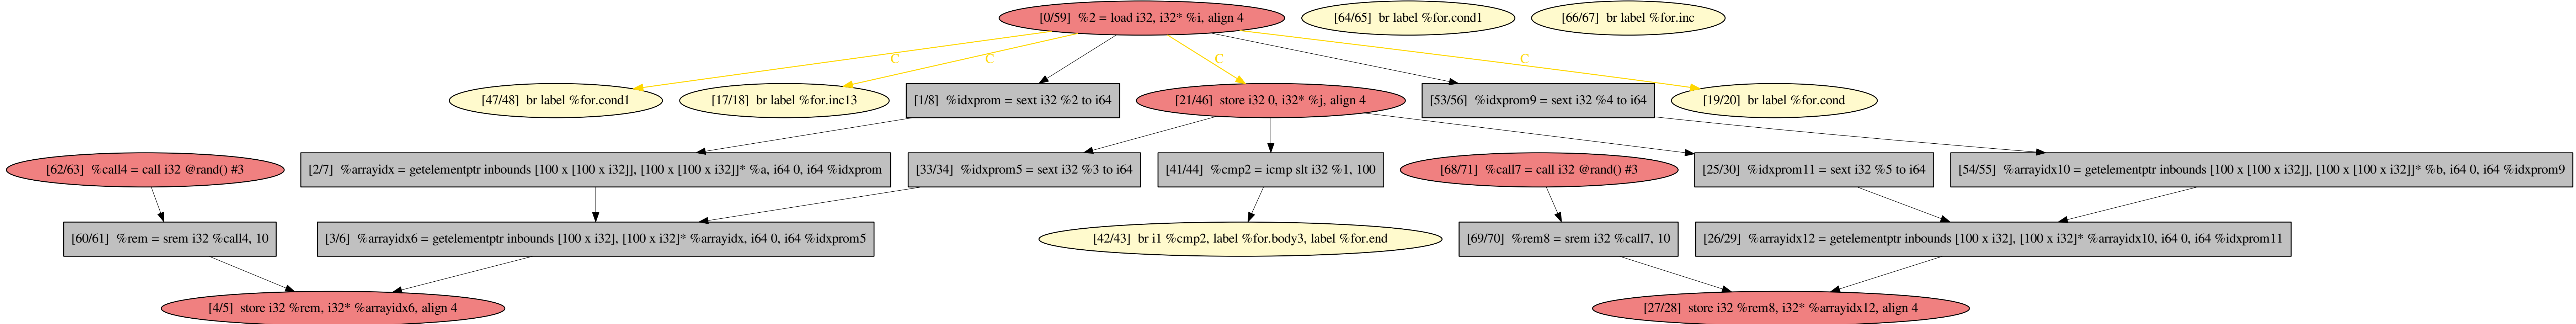 [0/59] %2 = load i32, i32* %i, align 4
[64/65] br label %for.cond1
[66/67] br label %for.inc
C
C
C
C
[47/48] br label %for.cond1
[17/18] br label %for.inc13
[1/8] %idxprom = sext i32 %2 to i64
[21/46] store i32 0, i32* %j, align 4
[53/56] %idxprom9 = sext i32 %4 to i64
[19/20] br label %for.cond
[62/63] %call4 = call i32 @rand() #3
[2/7] %arrayidx = getelementptr inbounds [100 x [100 x i32]], [100 x [100 x i32]]* %a, i64 0, i64 %idxprom
[33/34] %idxprom5 = sext i32 %3 to i64
[41/44] %cmp2 = icmp slt i32 %1, 100
[68/71] %call7 = call i32 @rand() #3
[25/30] %idxprom11 = sext i32 %5 to i64
[54/55] %arrayidx10 = getelementptr inbounds [100 x [100 x i32]], [100 x [100 x i32]]* %b, i64 0, i64 %idxprom9
[60/61] %rem = srem i32 %call4, 10
[3/6] %arrayidx6 = getelementptr inbounds [100 x i32], [100 x i32]* %arrayidx, i64 0, i64 %idxprom5
[42/43] br i1 %cmp2, label %for.body3, label %for.end
[69/70] %rem8 = srem i32 %call7, 10
[26/29] %arrayidx12 = getelementptr inbounds [100 x i32], [100 x i32]* %arrayidx10, i64 0, i64 %idxprom11
[4/5] store i32 %rem, i32* %arrayidx6, align 4
[27/28] store i32 %rem8, i32* %arrayidx12, align 4